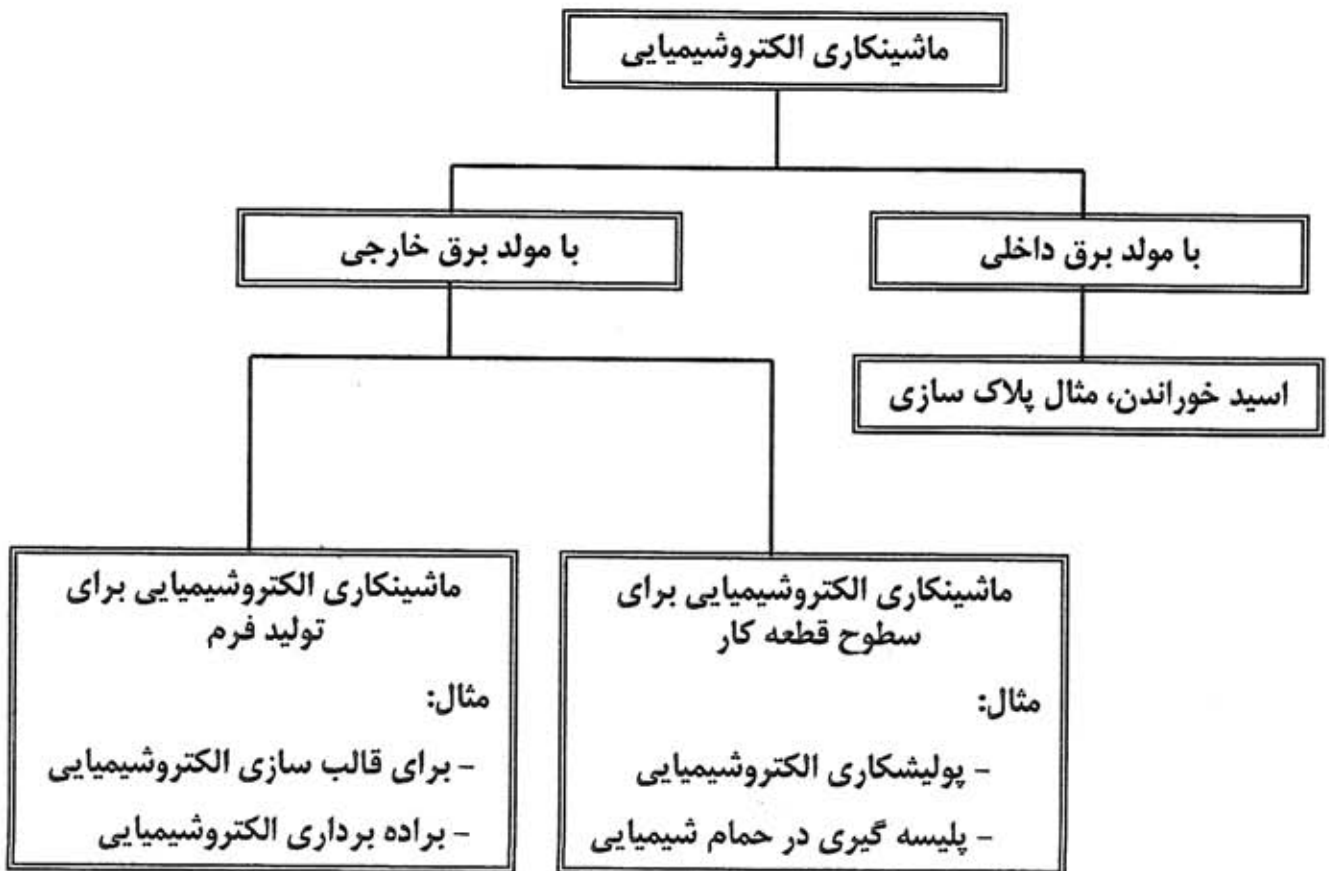 ماشینکاری الکتروشیمیایی
با مولد برق داخلی
با مولد برق خارجی
اسید خوراندن، مثال پلاک سازی
ماشینکاری الکتروشیمیایی برای
سطوح قطعه کار
مثال:
- پولیشکاری الکتروشیمیایی
- پلیسه گیری در حمام شیمیایی
ماشینکاری الکتروشیمیایی برای
تولید فرم
مثال:
- برای قالب سازی الکتروشیمیایی
- براده برداری الکتروشیمیایی